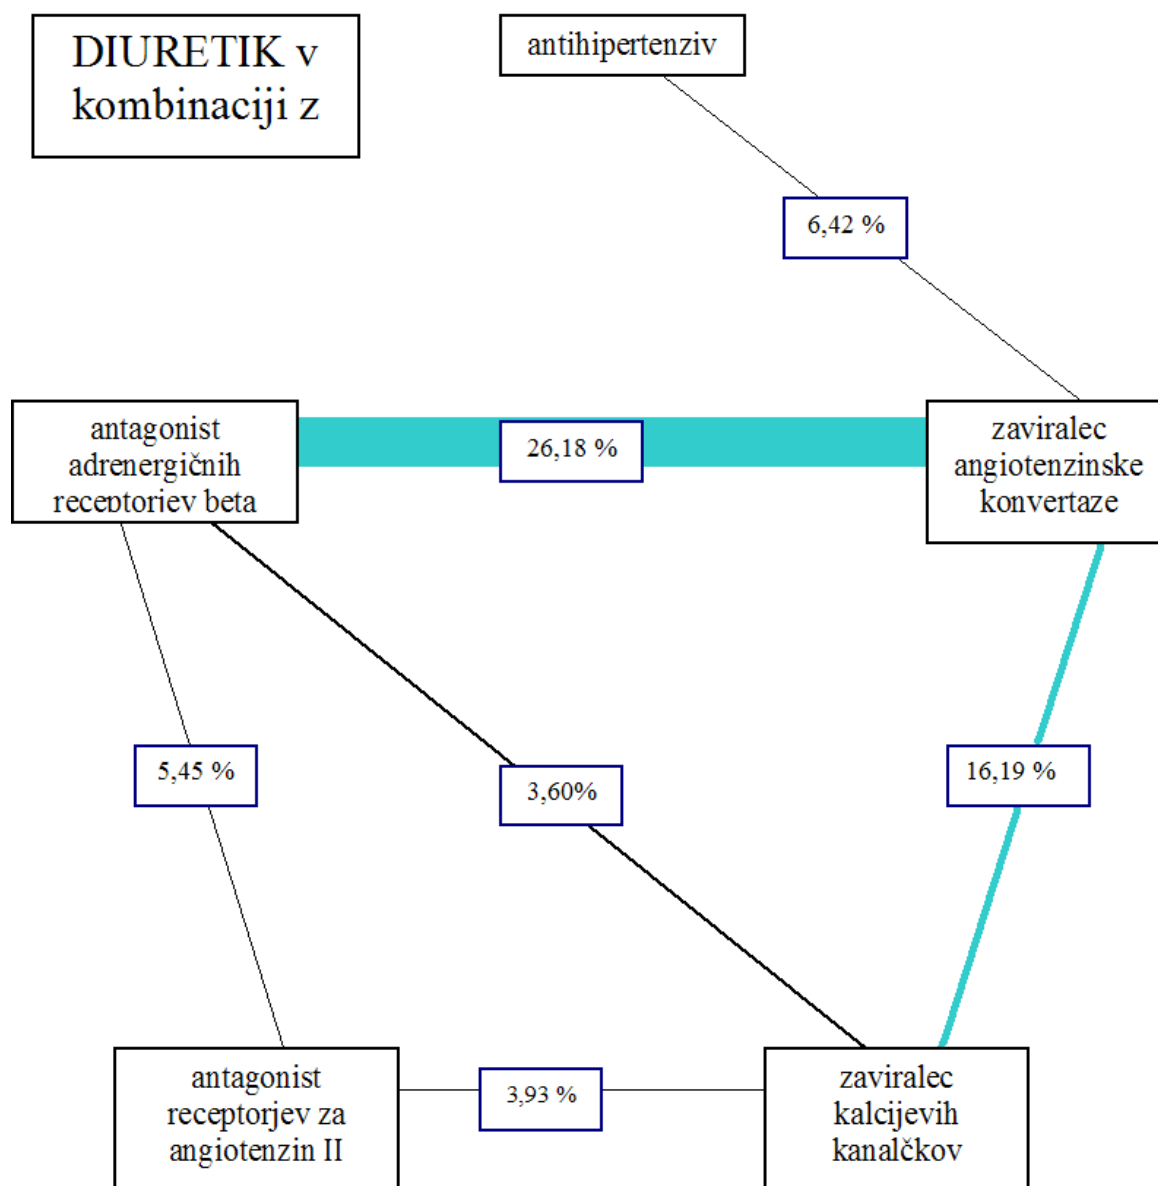 DIURETIK v
kombinaciji z
antihipertenziv
6,42 %
antagonist
adrenergičnih
receptorjev beta
26,18 %
zaviralec
angiotenzinske
konvertaze
5,45 %
3,60%
16,19 %
antagonist
receptorjev za
angiotenzin II
3,93 %
zaviralec
kalcijevih
kanalčkov